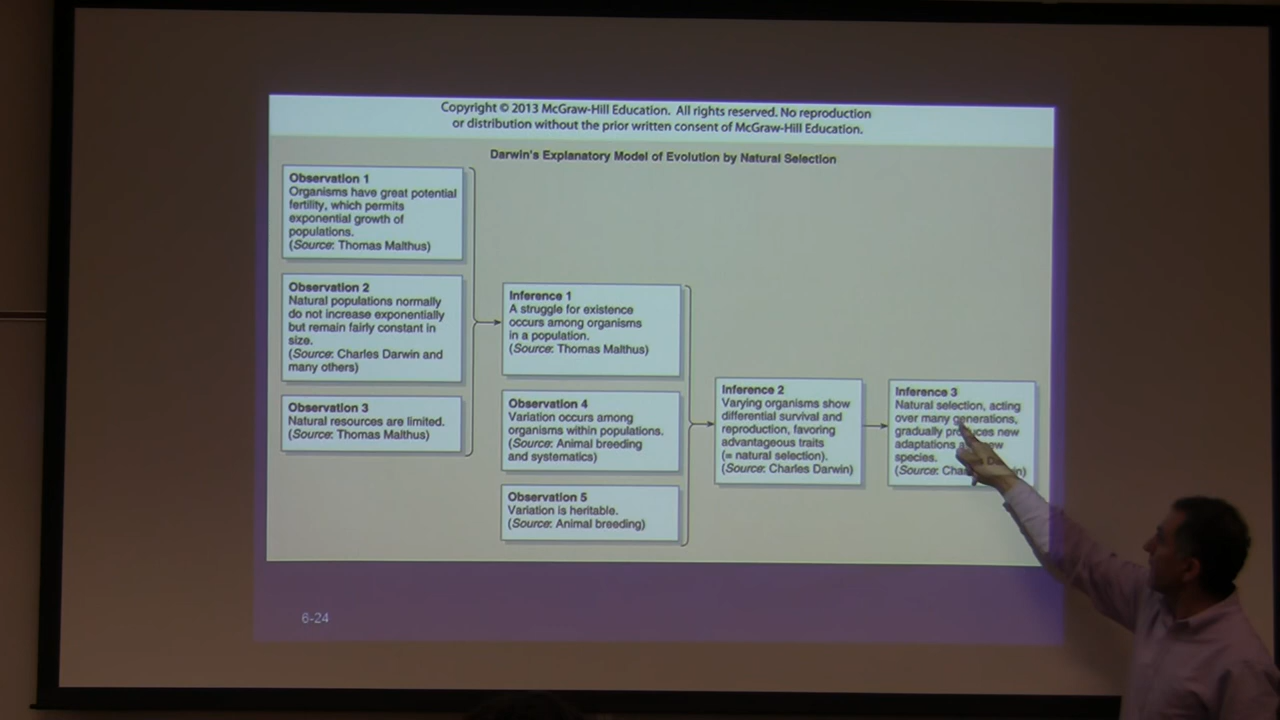 Copyright © 2013 McGraw-Hill Education. All rights reserved. No reproduction
or distribution without the prior written consent of McGraw-Hill Education.
Darwin's Explanatory Model of Evolution by Natural Selection
Observation 1
Organisms have great potential
fertility, which permits
exponential growth of
populations.
(Source: Thomas Malthus)
Observation 2
Natural populations normally
do not increase exponentially
but remain fairly constant in
size.
(Source: Charles Darwin and
many others)
Observation 3
Natural resources are limited.
(Source: Thomas Malthus)
Inference 1
A struggle for existence
occurs among organisms
in a population.
(Source: Thomas Malthus)
Observation 4
Variation occurs among
organisms within populations.
(Source: Animal breeding
and systematics)
Observation 5
Variation is heritable.
(Source: Animal breeding)
Inference 2
Varying organisms show
differential survival and
reproduction, favoring
advantageous traits
(= natural selection).
(Source: Charles Darwin)
Inference 3
Natural selection, acting
over many generations,
gradually produces new
adaptations new
species.
(Source: Darwin)
6-24